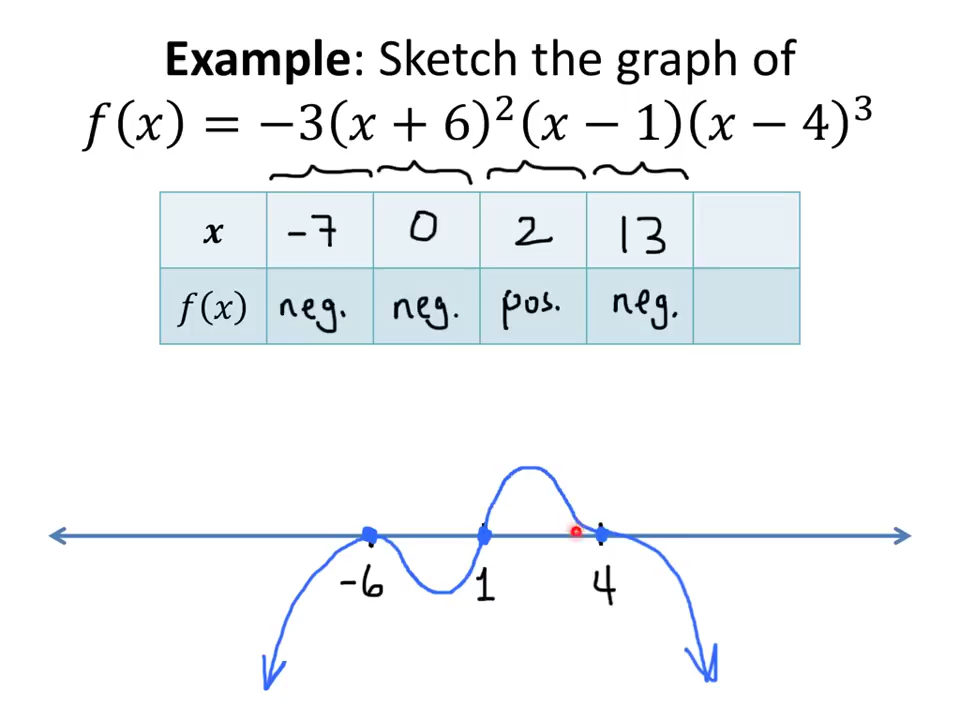 Example: Sketch the graph of
f(x) = −3(x + 6)²(x − 1)(x − 4)³
x -7 0 2 13
f(x) neg. neg. pos. neg.
-6 1 4